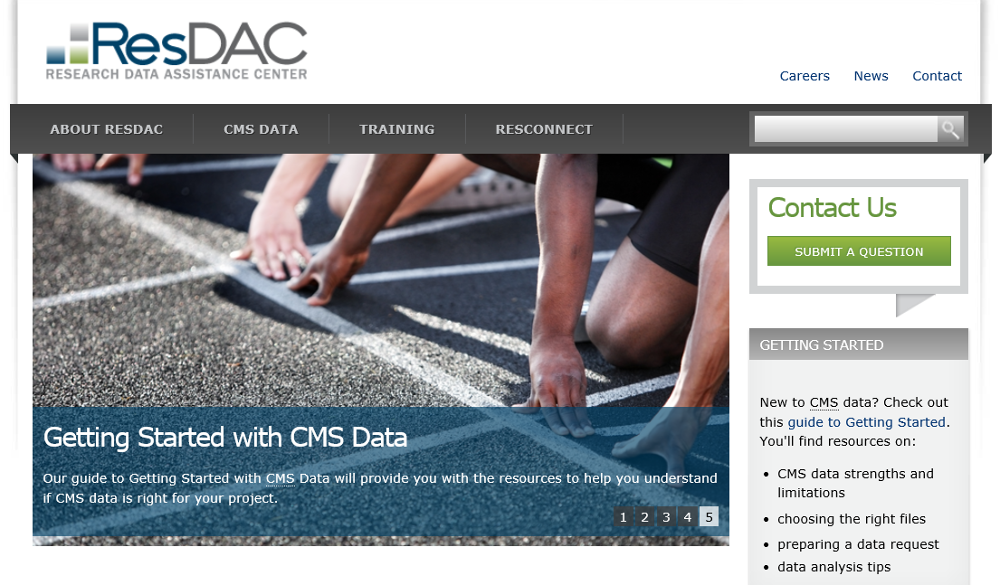 ResDAC
RESEARCH DATA ASSISTANCE CENTER
Careers News Contact
ABOUT RESDAC CMS DATA TRAINING RESCONNECT
Getting Started with CMS Data
Our guide to Getting Started with CMS Data will provide you with the resources to help you understand
if CMS data is right for your project.
1 2 3 4 5
Contact Us
SUBMIT A QUESTION
GETTING STARTED
New to CMS data? Check out
this guide to Getting Started.
You'll find resources on:
• CMS data strengths and
limitations
• choosing the right files
• preparing a data request
• data analysis tips